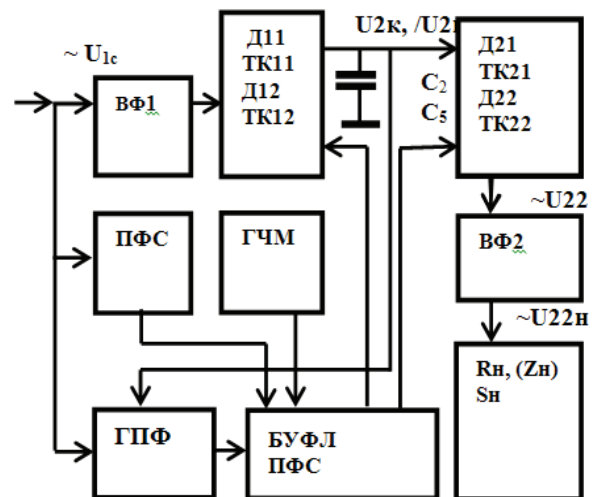 ~ U1c
ВФ1
Д11
ТК11
Д12
ТК12
U2к, /U2
C2
C5
Д21
ТК21
Д22
ТК22
~U22
ВФ2
~U22н
Rн, (Zн)
Sн
ПФС
ГЧМ
ГПФ
БУФЛ
ПФС